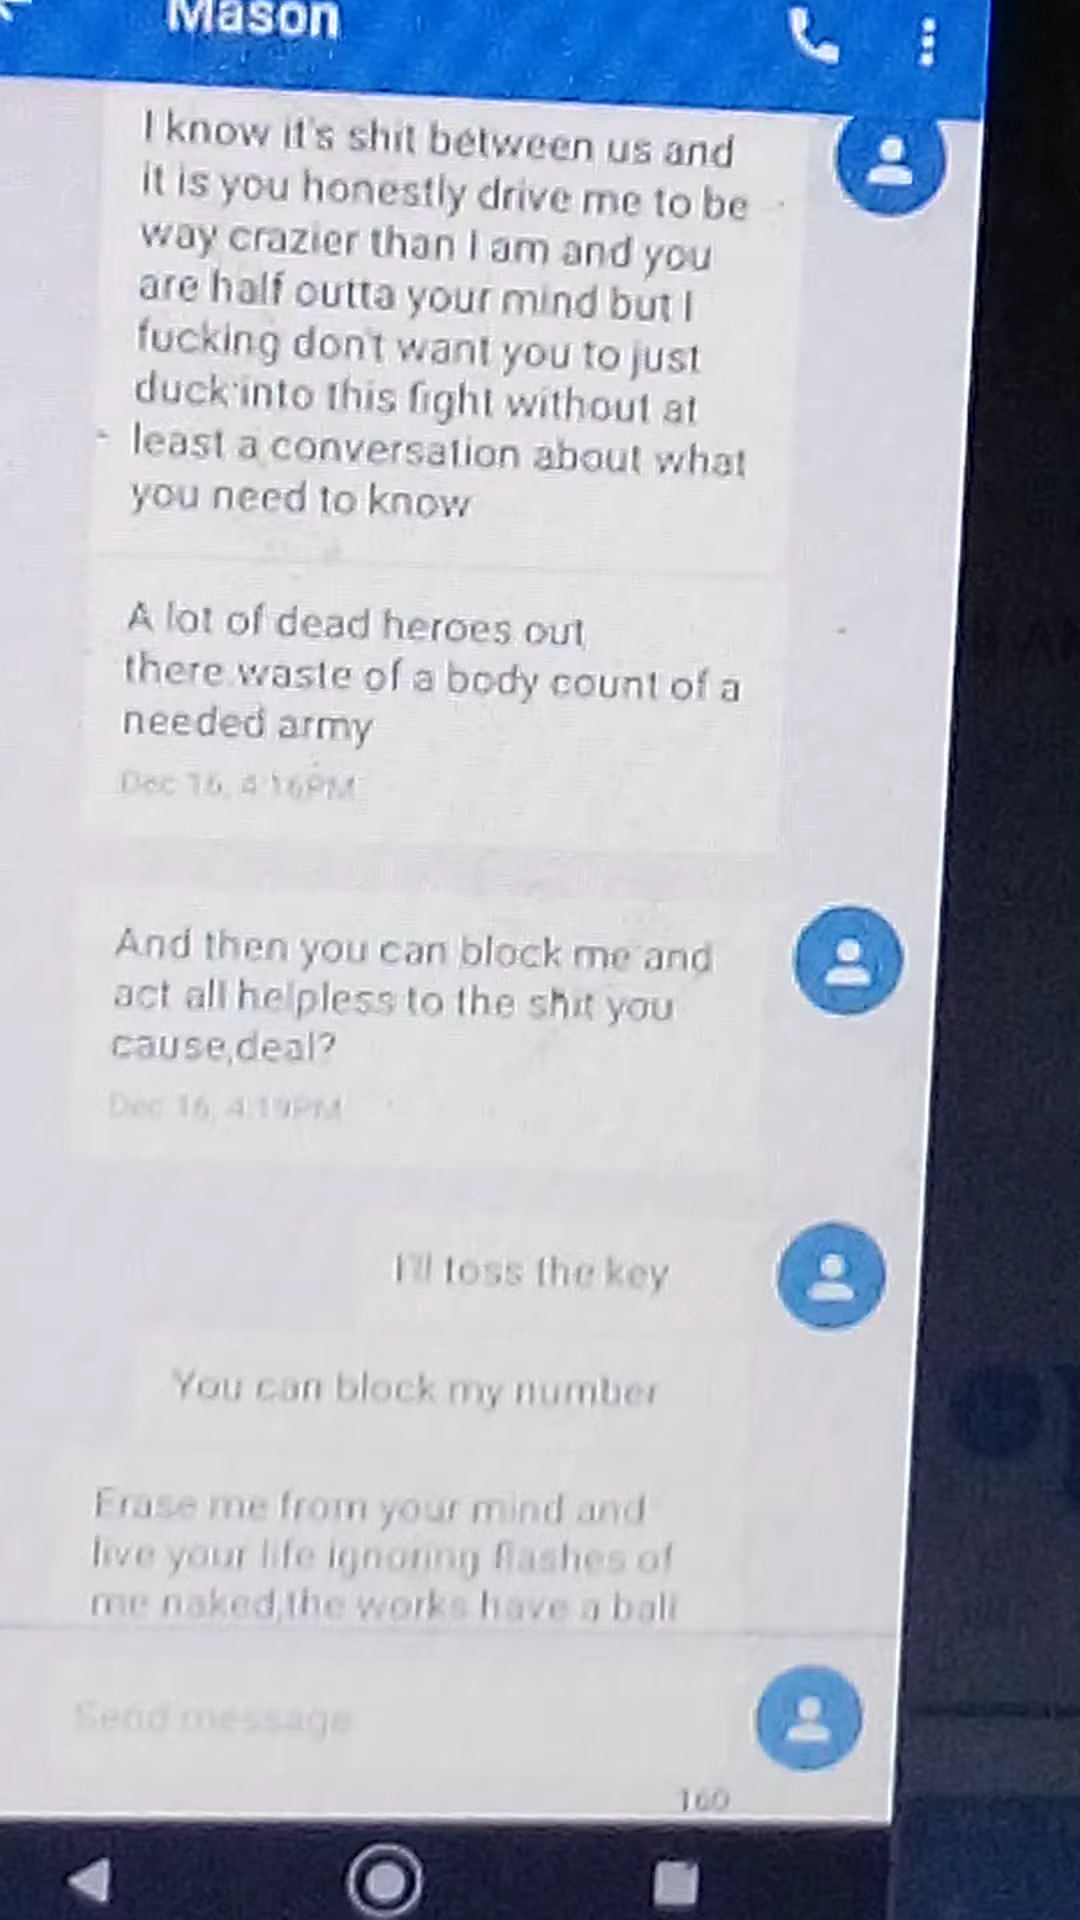 Mason
I know it's shit between us and
it is you honestly drive me to be
way crazier than I am and you
are half outta your mind but I
fucking don't want you to just
duck into this fight without at
least a conversation about what
you need to know
A lot of dead heroes out
there waste of a body count of a
needed army
Dec 16, 4:16PM
And then you can block me and
act all helpless to the shit you
cause,deal?
Dec 16, 4:19PM
I'll toss the key
You can block my number
Erase me from your mind and
live your life ignoring flashes of
me naked,the works have a ball
Send message
160